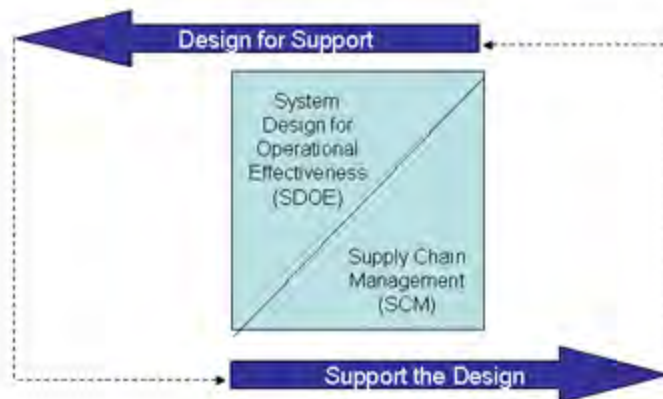 Design for Support
System
Design for
Operational
Effectiveness
(SDOE)
Supply Chain
Management
(SCM)
Support the Design